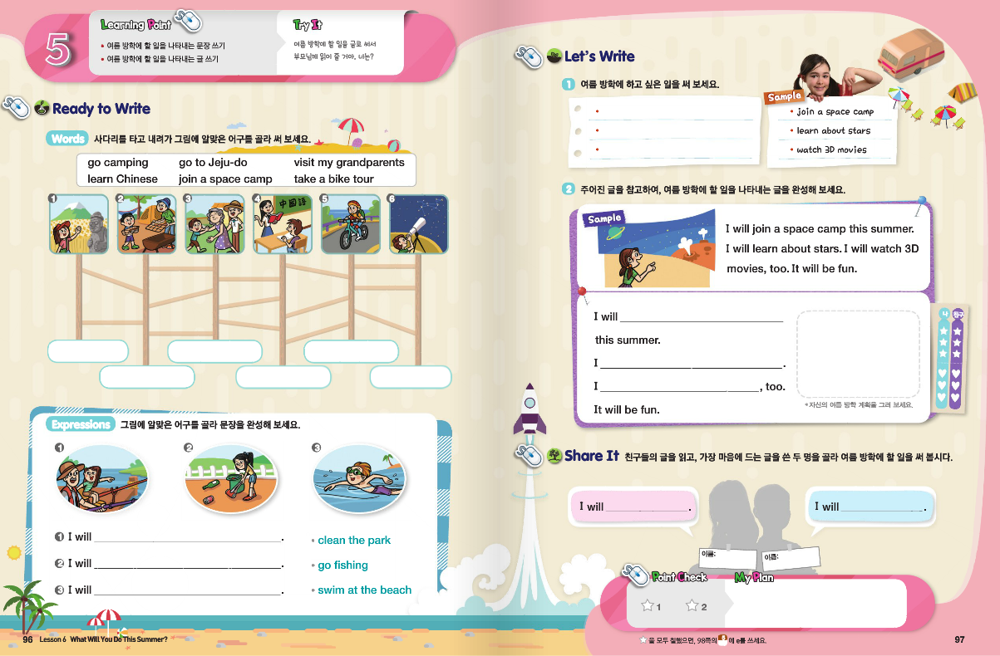 5
Learning Point
• 여름 방학에 할 일을 나타내는 문장 쓰기
• 여름 방학에 할 일을 나타내는 글 쓰기
Try It
여름 방학에 할 일을 글로 써서
부모님께 읽어 줄 거야. 너는?
Ready to Write
Words 사다리를 타고 내려가 그림에 알맞은 어구를 골라 써 보세요.
go camping go to Jeju-do visit my grandparents
learn Chinese join a space camp take a bike tour
1 2 3 4 5 6
中國語
Expressions 그림에 알맞은 어구를 골라 문장을 완성해 보세요.
1 2 3
1 I will ____. • clean the park
2 I will ____. • go fishing
3 I will ____. • swim at the beach
96 Lesson 6 What Will You Do This Summer?
Let's Write
1 여름 방학에 하고 싶은 일을 써 보세요.
Sample
• join a space camp
• learn about stars
• watch 3D movies
2 주어진 글을 참고하여, 여름 방학에 할 일을 나타내는 글을 완성해 보세요.
Sample
I will join a space camp this summer.
I will learn about stars. I will watch 3D
movies, too. It will be fun.
I will ____
this summer.
I ____.
I ____, too.
It will be fun.
*자신의 여름 방학 계획을 그려 보세요.
나 친구
Share It 친구들의 글을 읽고, 가장 마음에 드는 글을 쓴 두 명을 골라 여름 방학에 할 일을 써 봅시다.
I will ____. I will ____.
이름: 이름:
Point Check My Plan
☆ 1 ☆ 2
☆을 모두 칠했으면, 98쪽의 8 에 e를 쓰세요.
97